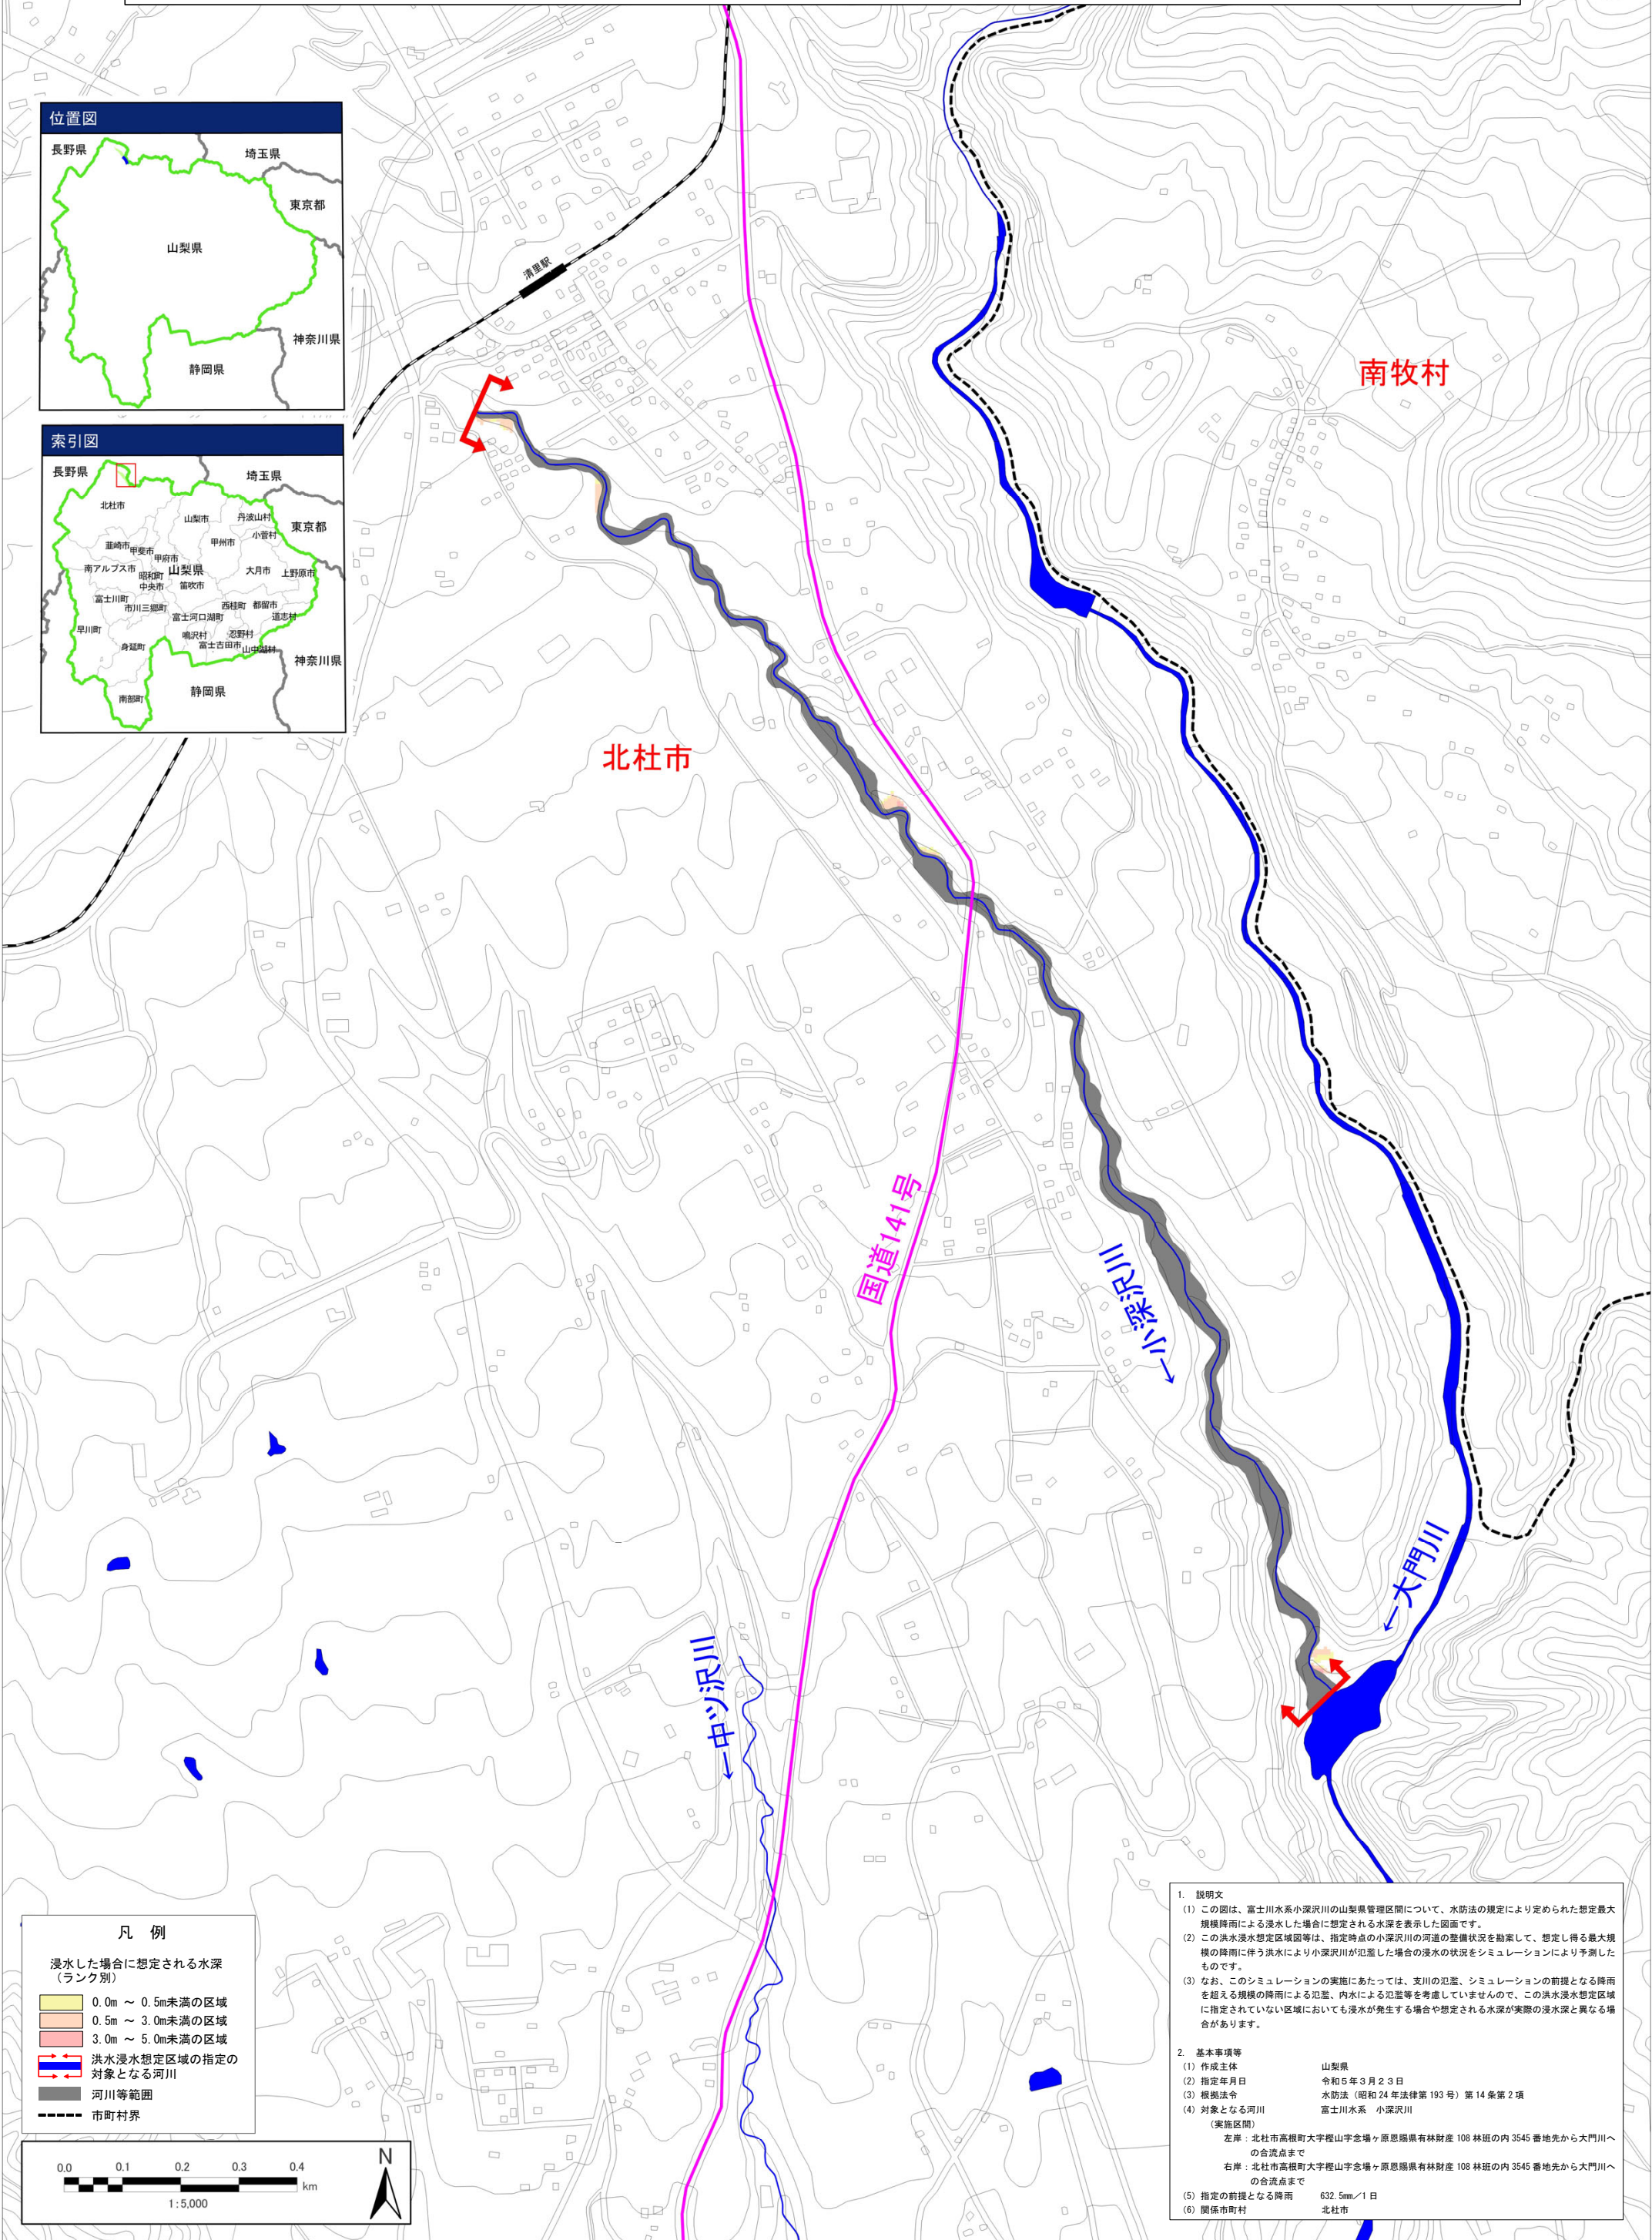 位置図
長野県
埼玉県
東京都
山梨県
神奈川県
静岡県
索引図
長野県
埼玉県
北杜市
山梨市
丹波山村
東京都
小菅村
韮崎市
甲斐市
甲府市
甲州市
南アルプス市
昭和町
山梨県
大月市
上野原市
中央市
笛吹市
富士川町
市川三郷町
西桂町
都留市
富士河口湖町
道志村
早川町
鳴沢村
忍野村
身延町
富士吉田市
山中湖村
神奈川県
南部町
静岡県
清里駅
南牧村
北杜市
国道141号
←小深沢川
←大門川
←中ツ沢川
凡 例
浸水した場合に想定される水深
（ランク別）
0.0m ～ 0.5m未満の区域
0.5m ～ 3.0m未満の区域
3.0m ～ 5.0m未満の区域
洪水浸水想定区域の指定の
対象となる河川
河川等範囲
市町村界
0.0 0.1 0.2 0.3 0.4
km
1:5,000
N
1. 説明文
(1) この図は、富士川水系小深沢川の山梨県管理区間について、水防法の規定により定められた想定最大
規模降雨による浸水した場合に想定される水深を表示した図面です。
(2) この洪水浸水想定区域図等は、指定時点の小深沢川の河道の整備状況を勘案して、想定し得る最大規
模の降雨に伴う洪水により小深沢川が氾濫した場合の浸水の状況をシミュレーションにより予測した
ものです。
(3) なお、このシミュレーションの実施にあたっては、支川の氾濫、シミュレーションの前提となる降雨
を超える規模の降雨による氾濫、内水による氾濫等を考慮していませんので、この洪水浸水想定区域
に指定されていない区域においても浸水が発生する場合や想定される水深が実際の浸水深と異なる場
合があります。
2. 基本事項等
(1) 作成主体 山梨県
(2) 指定年月日 令和５年３月２３日
(3) 根拠法令 水防法（昭和 24 年法律第 193 号）第 14 条第 2 項
(4) 対象となる河川 富士川水系 小深沢川
（実施区間）
左岸：北杜市高根町大字樫山字念場ヶ原恩賜県有林財産 108 林班の内 3545 番地先から大門川へ
の合流点まで
右岸：北杜市高根町大字樫山字念場ヶ原恩賜県有林財産 108 林班の内 3545 番地先から大門川へ
の合流点まで
(5) 指定の前提となる降雨 632.5mm／1 日
(6) 関係市町村 北杜市